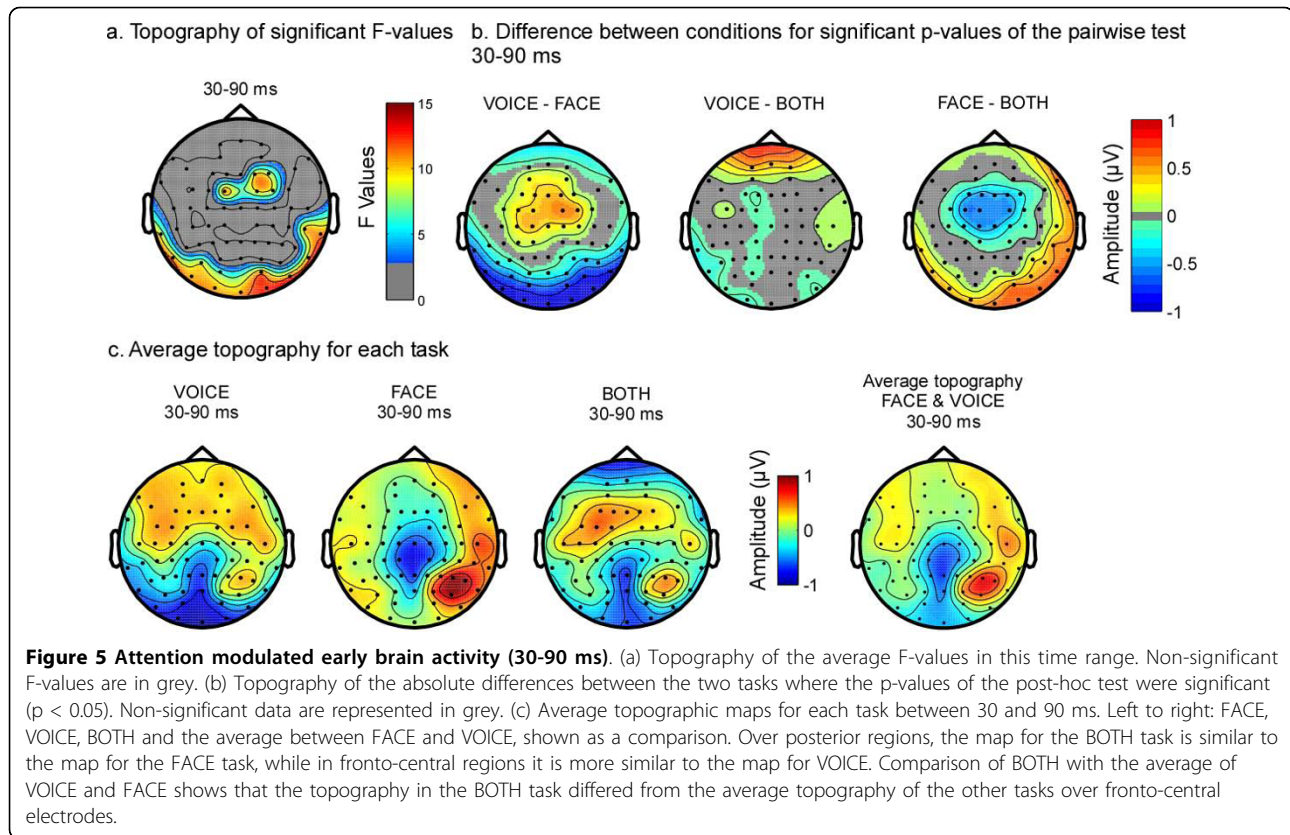 a. Topography of significant F-values
b. Difference between conditions for significant p-values of the pairwise test
30-90 ms
30-90 ms
15
10
5
0
F Values
VOICE - FACE
VOICE - BOTH
FACE - BOTH
1
0.5
0
-0.5
-1
Amplitude (µV)
c. Average topography for each task
VOICE
30-90 ms
FACE
30-90 ms
BOTH
30-90 ms
1
0
-1
Amplitude (µV)
Average topography
FACE & VOICE
30-90 ms
Figure 5 Attention modulated early brain activity (30-90 ms). (a) Topography of the average F-values in this time range. Non-significant
F-values are in grey. (b) Topography of the absolute differences between the two tasks where the p-values of the post-hoc test were significant
(p < 0.05). Non-significant data are represented in grey. (c) Average topographic maps for each task between 30 and 90 ms. Left to right: FACE,
VOICE, BOTH and the average between FACE and VOICE, shown as a comparison. Over posterior regions, the map for the BOTH task is similar to
the map for the FACE task, while in fronto-central regions it is more similar to the map for VOICE. Comparison of BOTH with the average of
VOICE and FACE shows that the topography in the BOTH task differed from the average topography of the other tasks over fronto-central
electrodes.